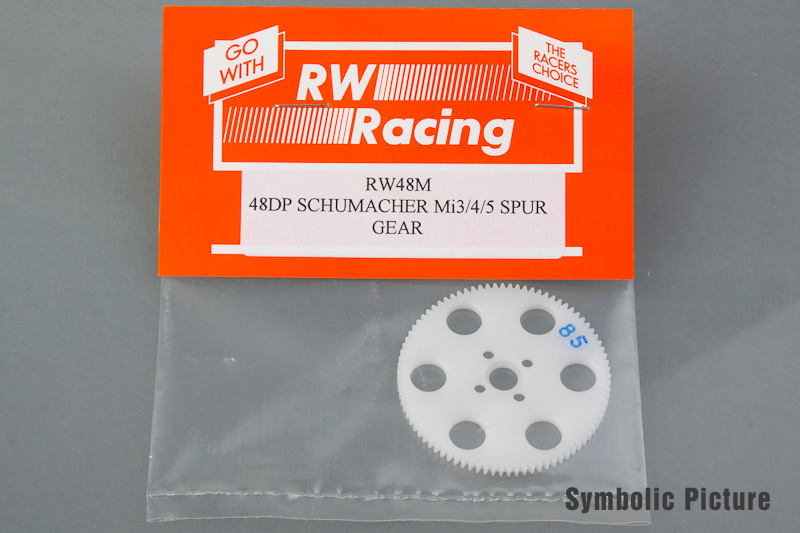 GO
WITH
THE
RACERS
CHOICE
RW
Racing
RW48M
48DP SCHUMACHER Mi3/4/5 SPUR
GEAR
85
Symbolic Picture